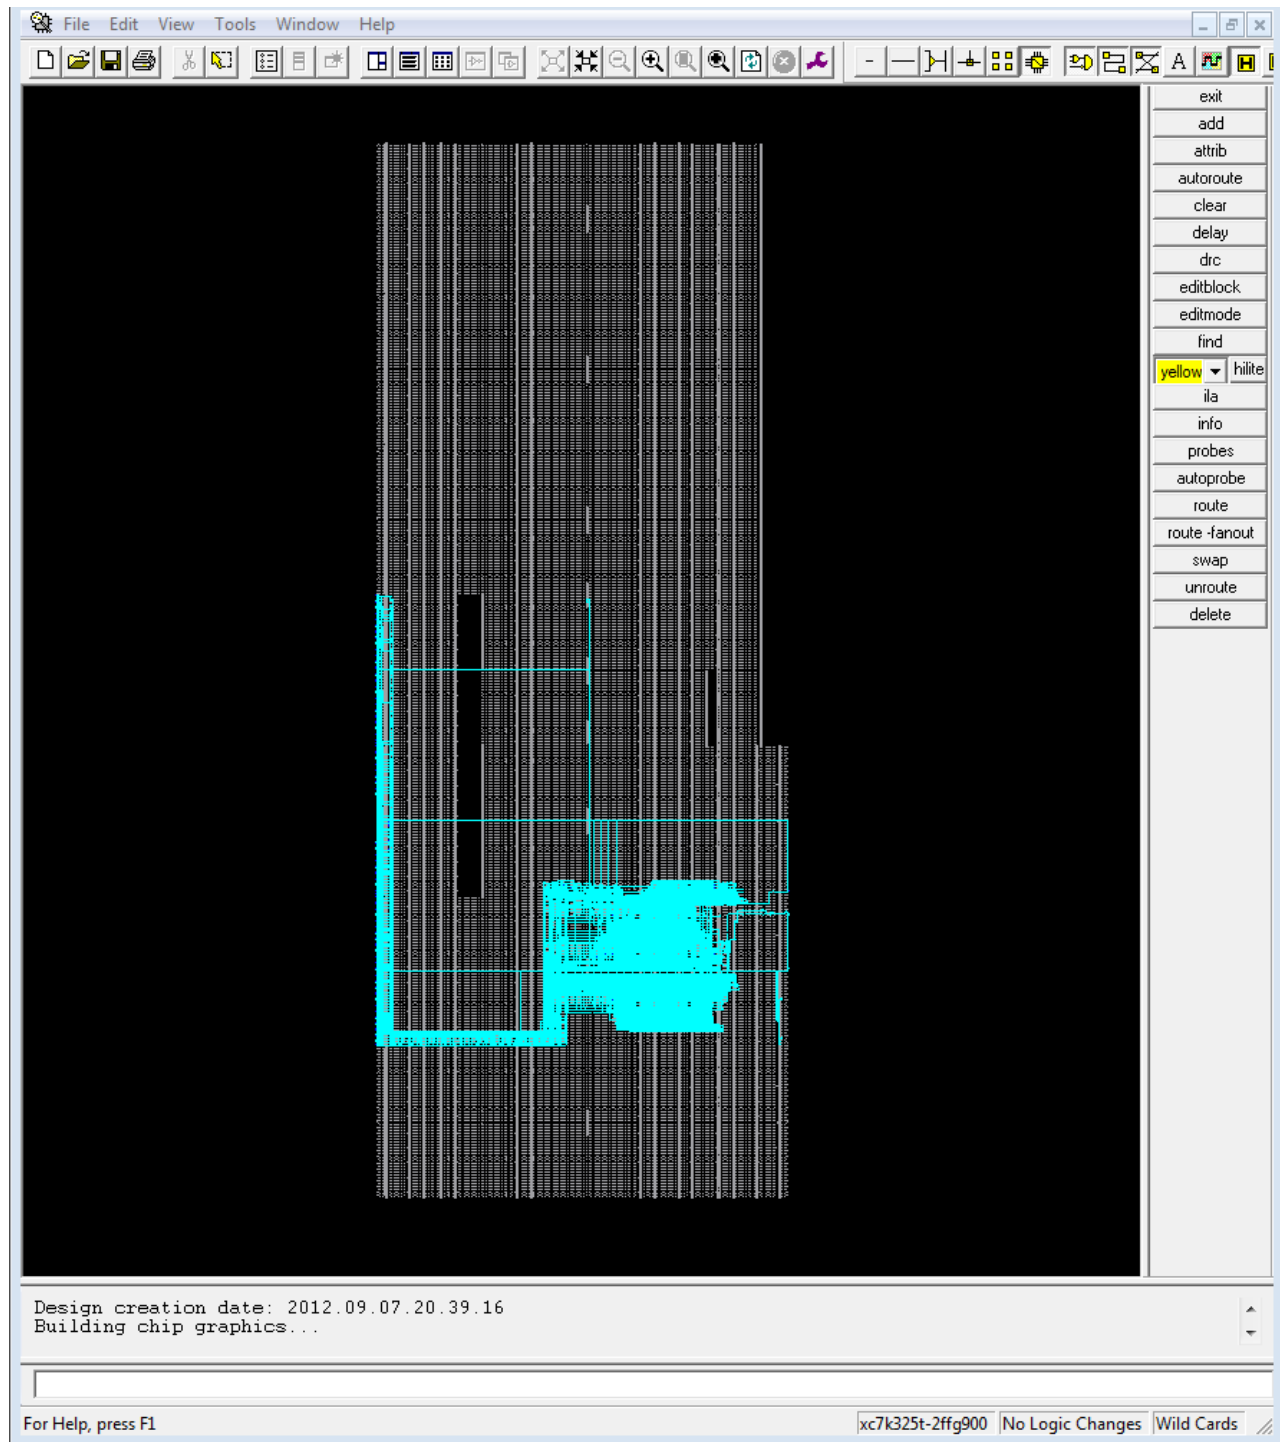 File Edit View Tools Window Help
A H
exit
add
attrib
autoroute
clear
delay
drc
editblock
editmode
find
yellow hilite
ila
info
probes
autoprobe
route
route -fanout
swap
unroute
delete
Design creation date: 2012.09.07.20.39.16
Building chip graphics...
For Help, press F1 xc7k325t-2ffg900 No Logic Changes Wild Cards